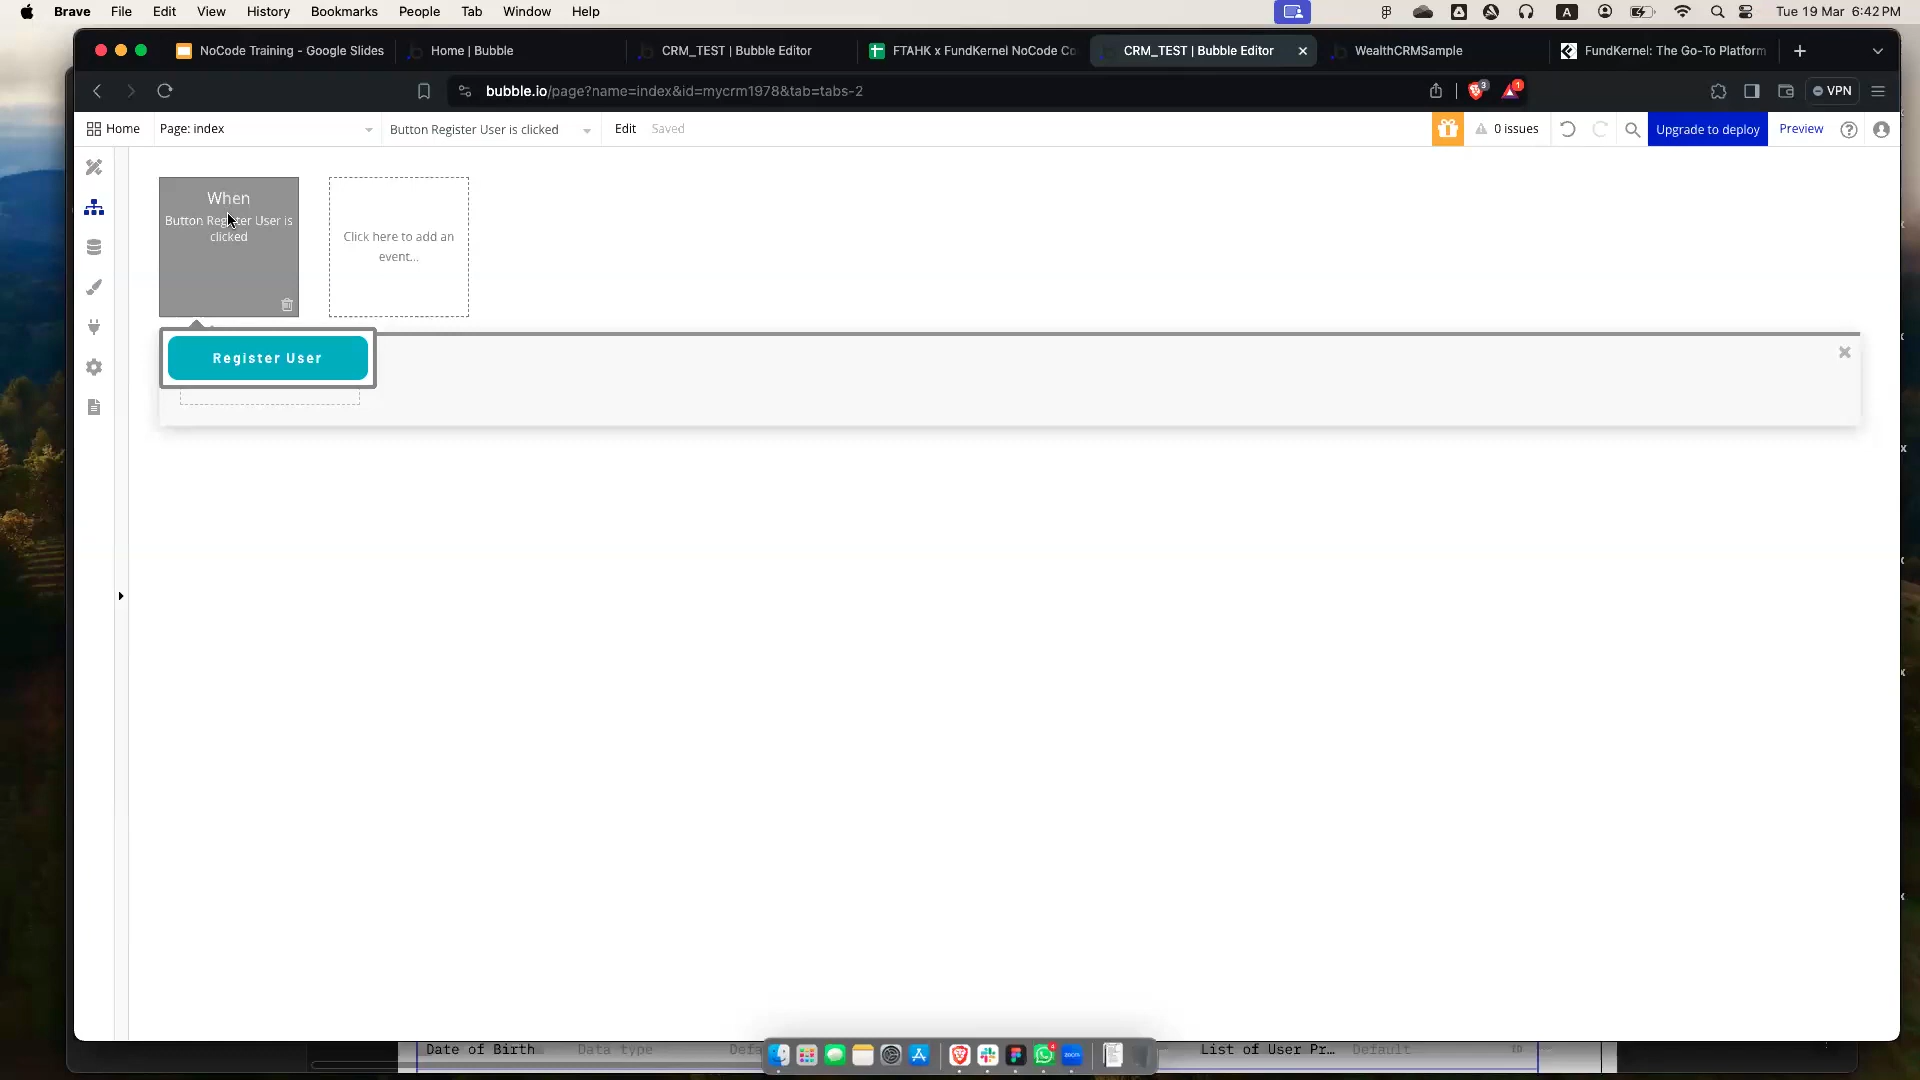 Brave File Edit View History Bookmarks People Tab Window Help A Tue 19 Mar 6:42 PM
NoCode Training - Google Slides Home | Bubble CRM_TEST | Bubble Editor FTAHK x FundKernel NoCode Co CRM_TEST | Bubble Editor WealthCRMSample FundKernel: The Go-To Platform
bubble.io/page?name=index&id=mycrm1978&tab=tabs-2 3 1 VPN
Home Page: index Button Register User is clicked Edit Saved 0 issues Upgrade to deploy Preview
When
Button Register User is
clicked
Click here to add an
event...
Register User
Date of Birth Data type Defa List of User Pr... Default